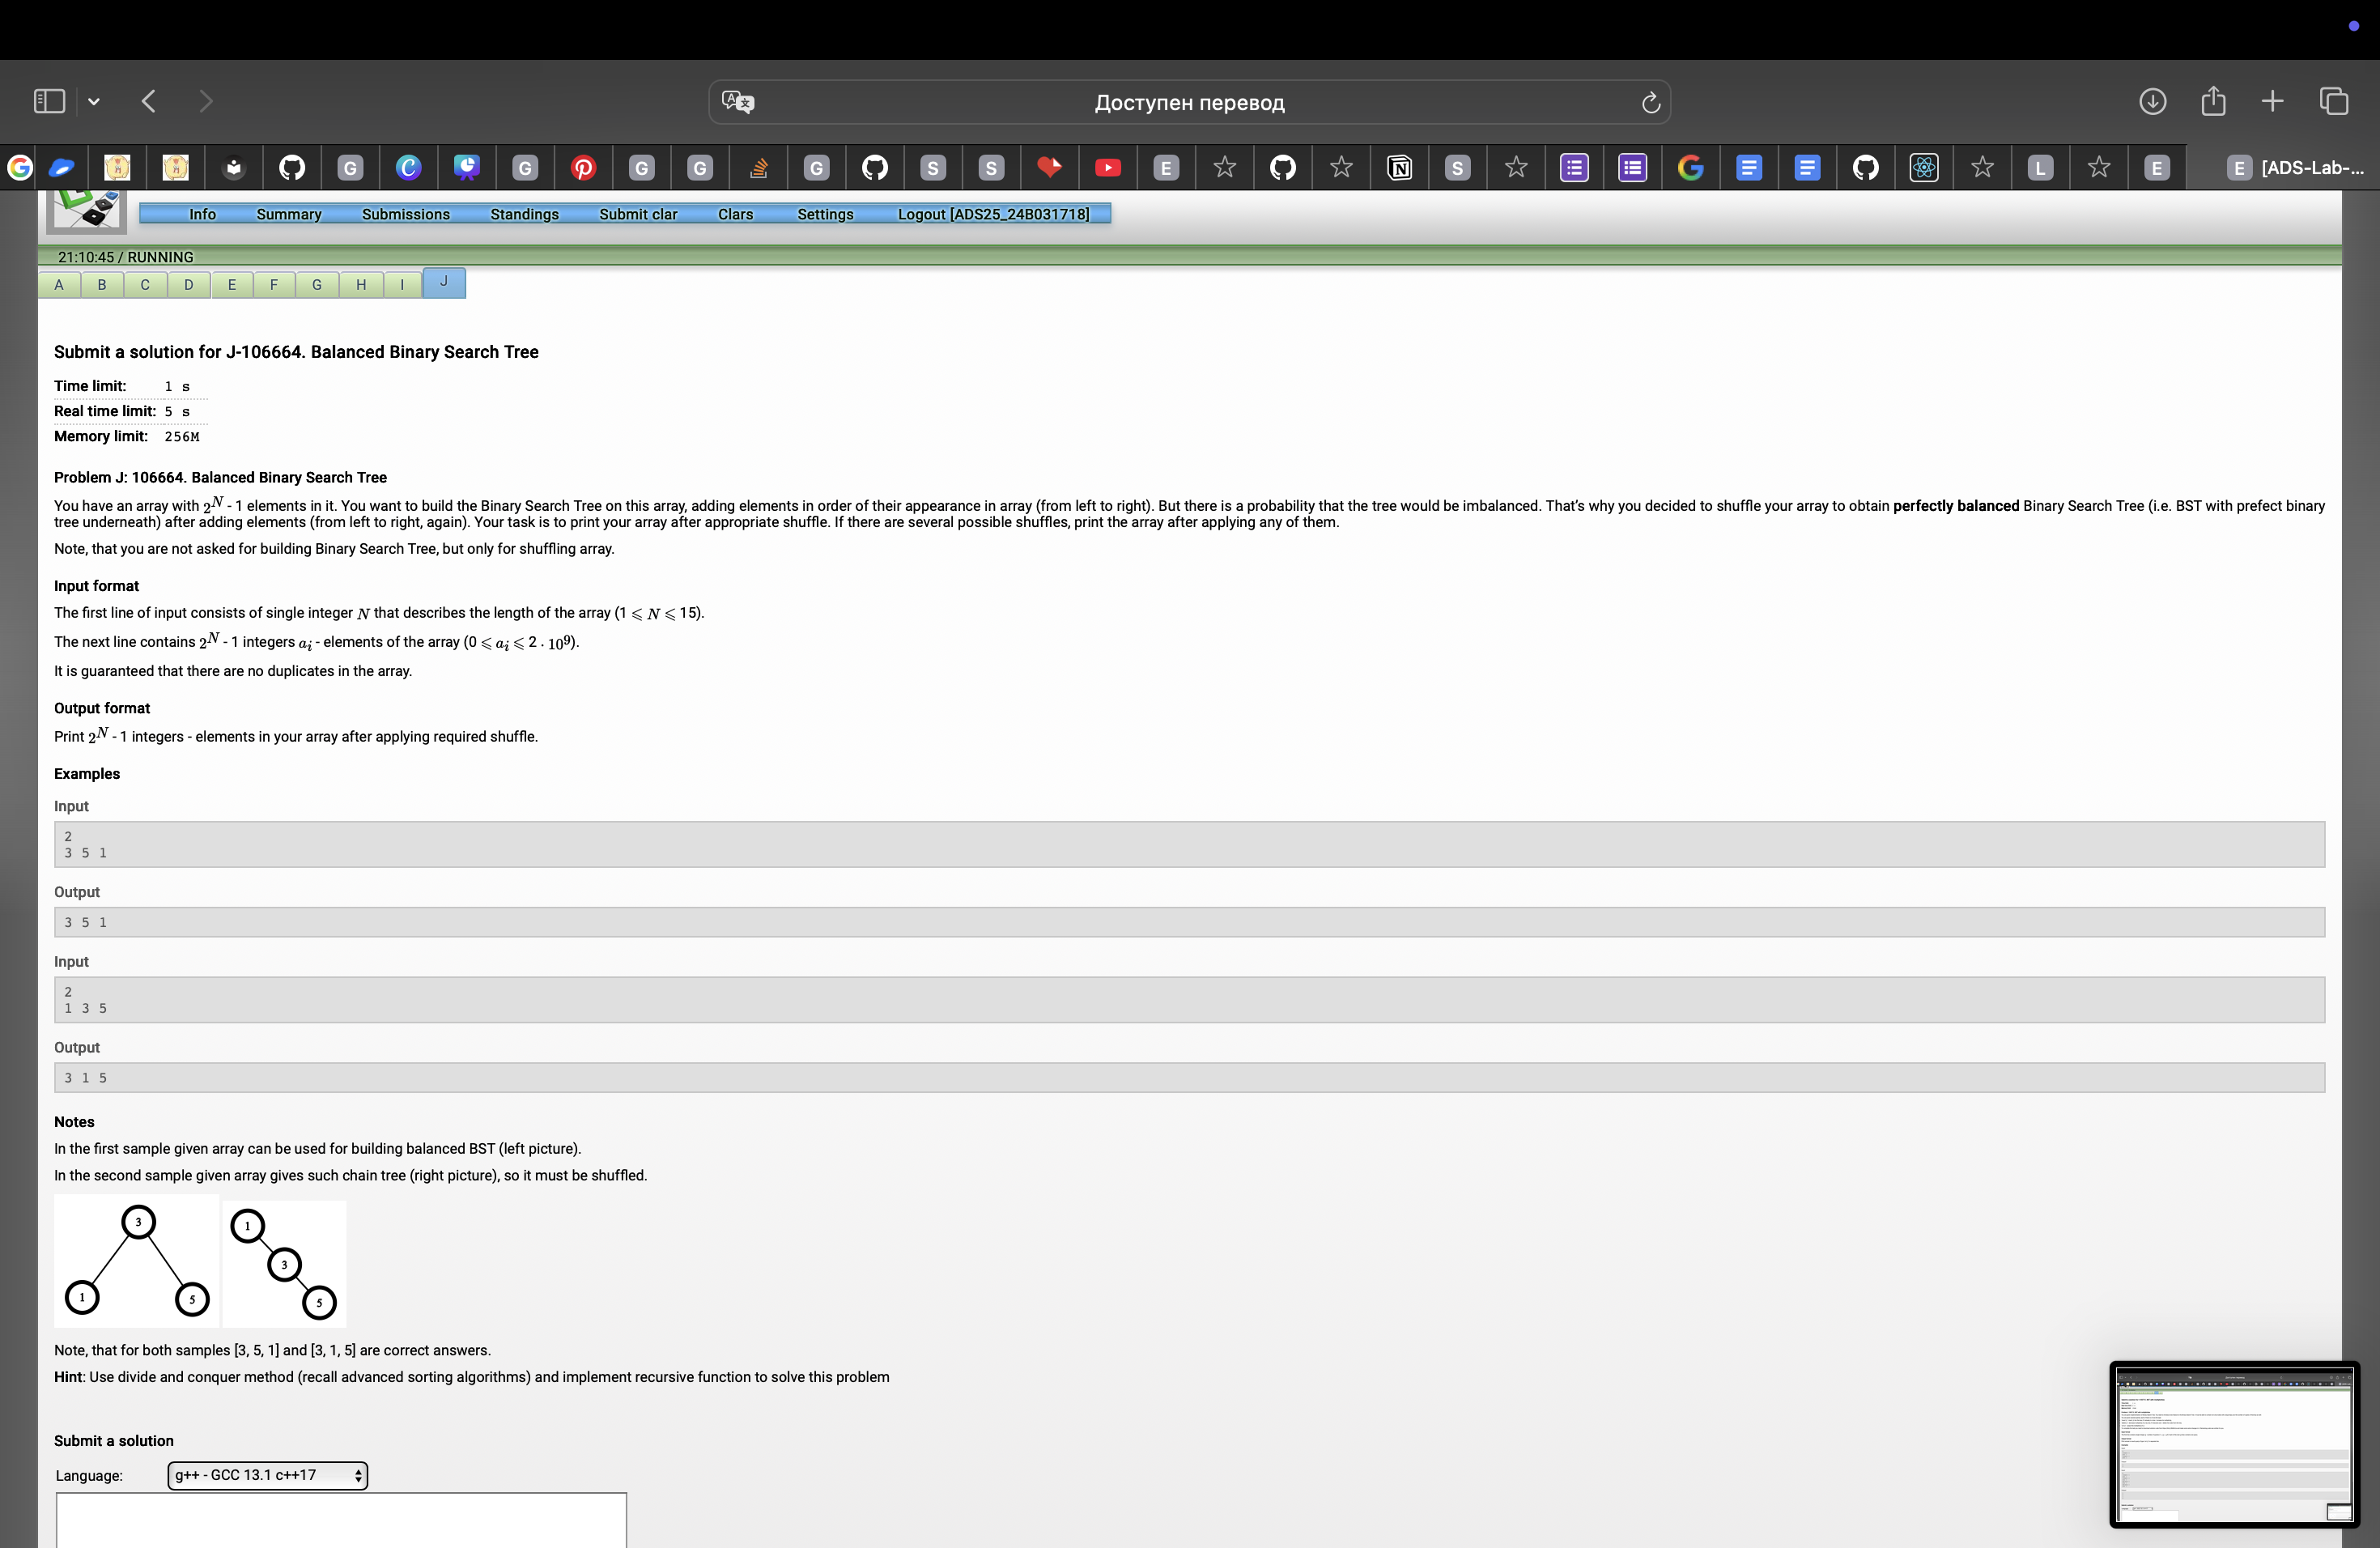 Доступен перевод
[ADS-Lab-...
Info Summary Submissions Standings Submit clar Clars Settings Logout [ADS25_24B031718]
21:10:45 / RUNNING
A B C D E F G H I J
Submit a solution for J-106664. Balanced Binary Search Tree
Time limit: 1 s
Real time limit: 5 s
Memory limit: 256M
Problem J: 106664. Balanced Binary Search Tree
You have an array with 2^N - 1 elements in it. You want to build the Binary Search Tree on this array, adding elements in order of their appearance in array (from left to right). But there is a probability that the tree would be imbalanced. That's why you decided to shuffle your array to obtain perfectly balanced Binary Search Tree (i.e. BST with prefect binary
tree underneath) after adding elements (from left to right, again). Your task is to print your array after appropriate shuffle. If there are several possible shuffles, print the array after applying any of them.
Note, that you are not asked for building Binary Search Tree, but only for shuffling array.
Input format
The first line of input consists of single integer N that describes the length of the array (1 ⩽ N ⩽ 15).
The next line contains 2^N - 1 integers a_i - elements of the array (0 ⩽ a_i ⩽ 2 · 10^9).
It is guaranteed that there are no duplicates in the array.
Output format
Print 2^N - 1 integers - elements in your array after applying required shuffle.
Examples
Input
2
3 5 1
Output
3 5 1
Input
2
1 3 5
Output
3 1 5
Notes
In the first sample given array can be used for building balanced BST (left picture).
In the second sample given array gives such chain tree (right picture), so it must be shuffled.
3 1 5
1 3 5
Note, that for both samples [3, 5, 1] and [3, 1, 5] are correct answers.
Hint: Use divide and conquer method (recall advanced sorting algorithms) and implement recursive function to solve this problem
Submit a solution
Language: g++ - GCC 13.1 c++17